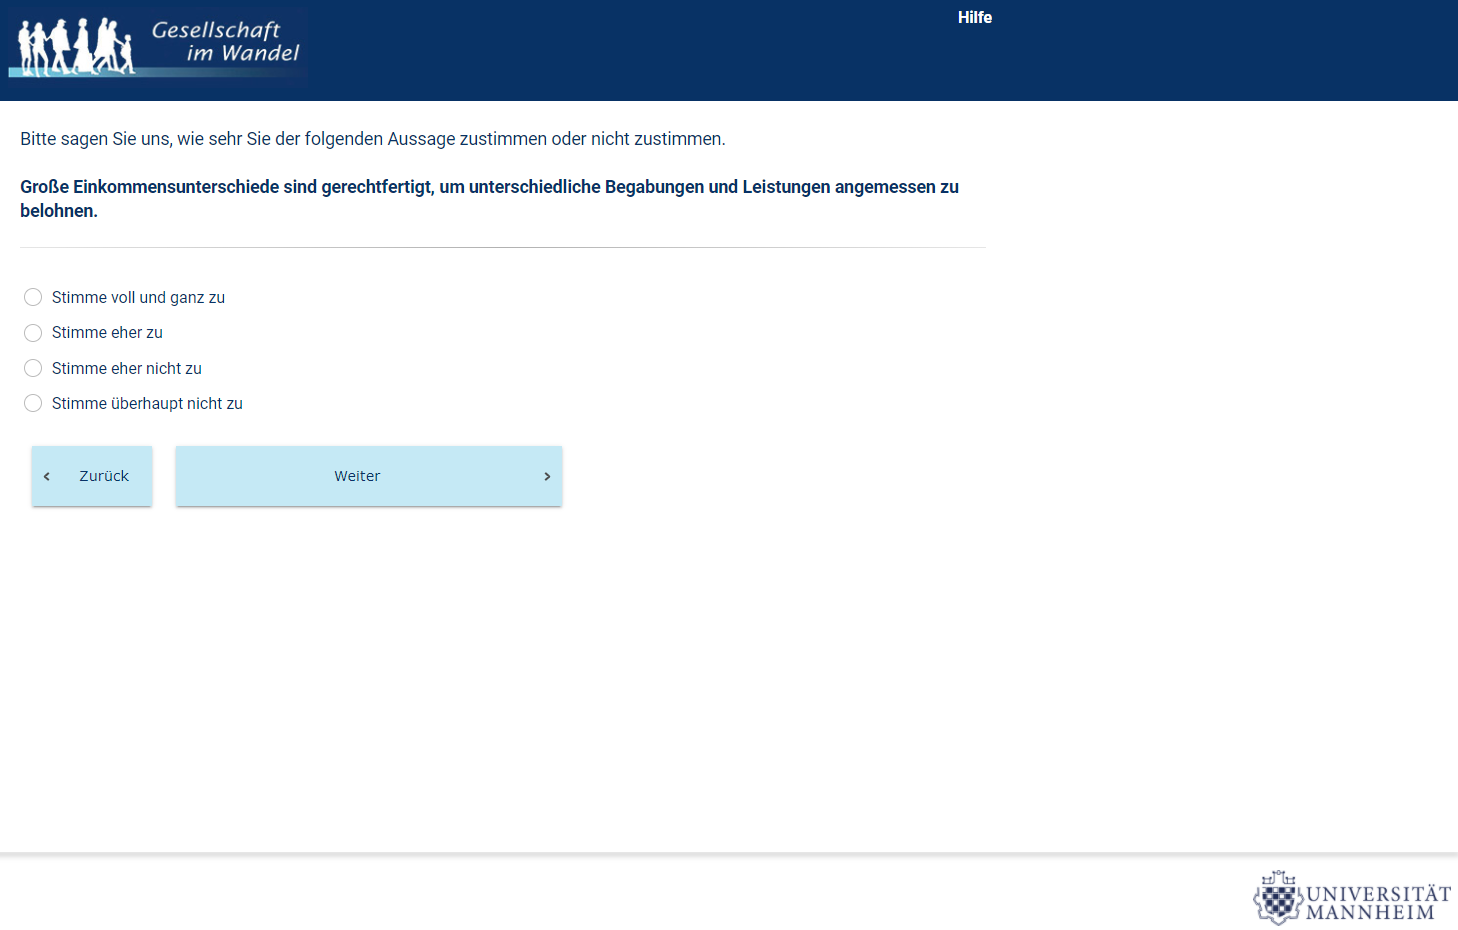 Gesellschaft
im Wandel
Hilfe
Bitte sagen Sie uns, wie sehr Sie der folgenden Aussage zustimmen oder nicht zustimmen.
Große Einkommensunterschiede sind gerechtfertigt, um unterschiedliche Begabungen und Leistungen angemessen zu
belohnen.
Stimme voll und ganz zu
Stimme eher zu
Stimme eher nicht zu
Stimme überhaupt nicht zu
Zurück
Weiter
UNIVERSITÄT
MANNHEIM